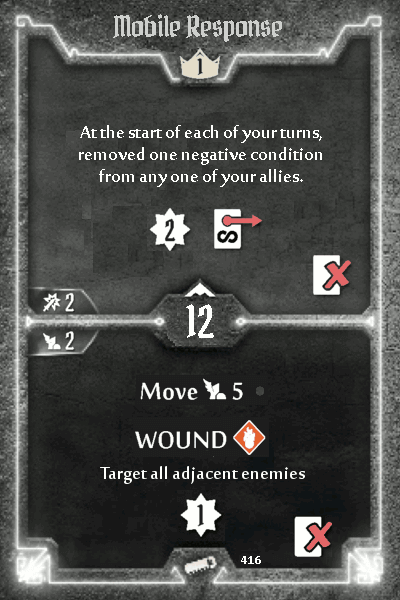 Mobile Response
1
At the start of each of your turns,
removed one negative condition
from any one of your allies.
2 S
2
12
2
Move 5
WOUND
Target all adjacent enemies
1
416